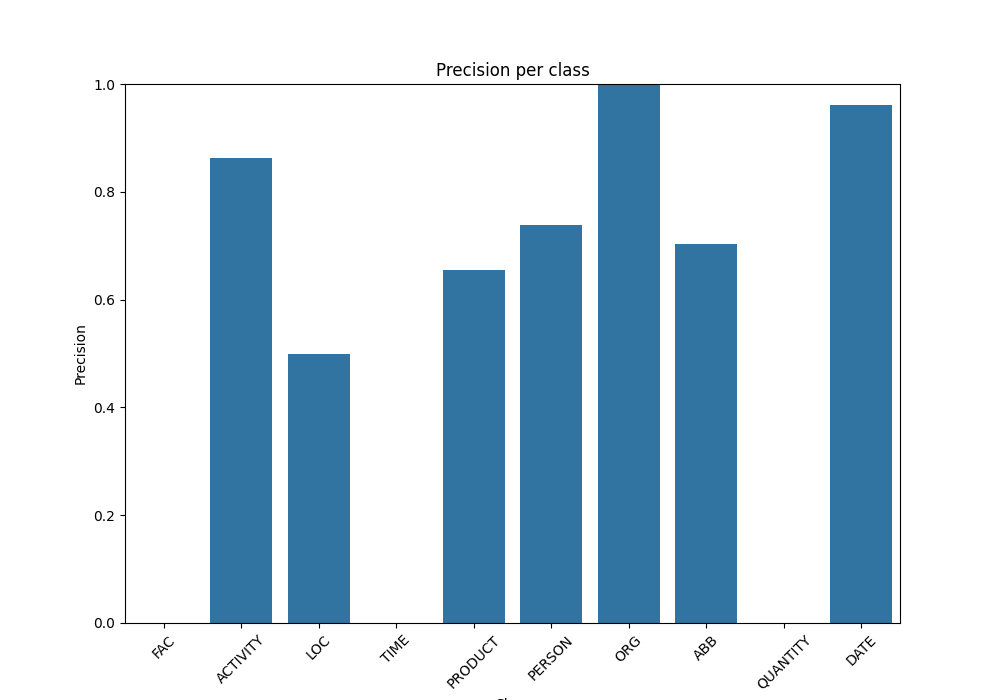 Precision per class
1.0
0.8
0.6
0.4
0.2
0.0
Precision
FAC
ACTIVITY
LOC
TIME
PRODUCT
PERSON
ORG
ABB
QUANTITY
DATE